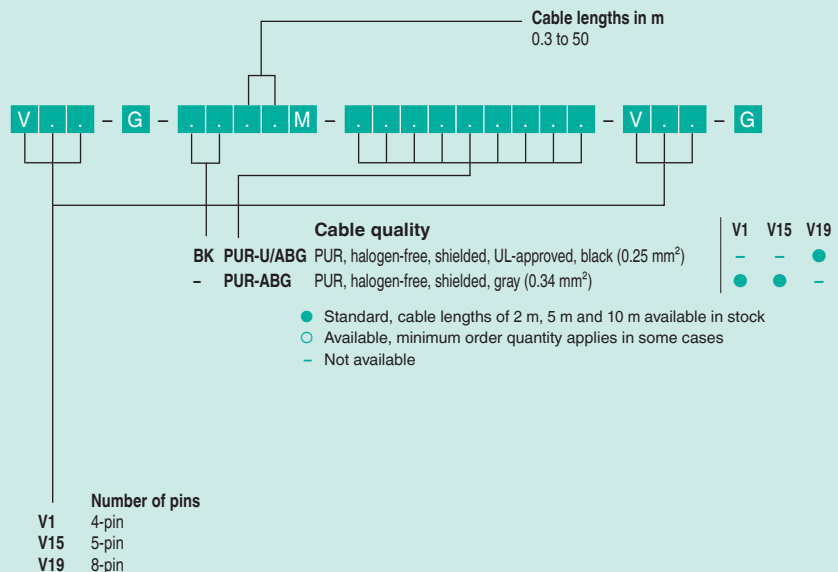 Cable lengths in m
0.3 to 50
V . . – G – . . . . M – . . . . . . . . . – V . . – G
Cable quality V1 V15 V19
BK PUR-U/ABG PUR, halogen-free, shielded, UL-approved, black (0.25 mm²) – – ●
– PUR-ABG PUR, halogen-free, shielded, gray (0.34 mm²) ● ● –
● Standard, cable lengths of 2 m, 5 m and 10 m available in stock
○ Available, minimum order quantity applies in some cases
– Not available
Number of pins
V1 4-pin
V15 5-pin
V19 8-pin